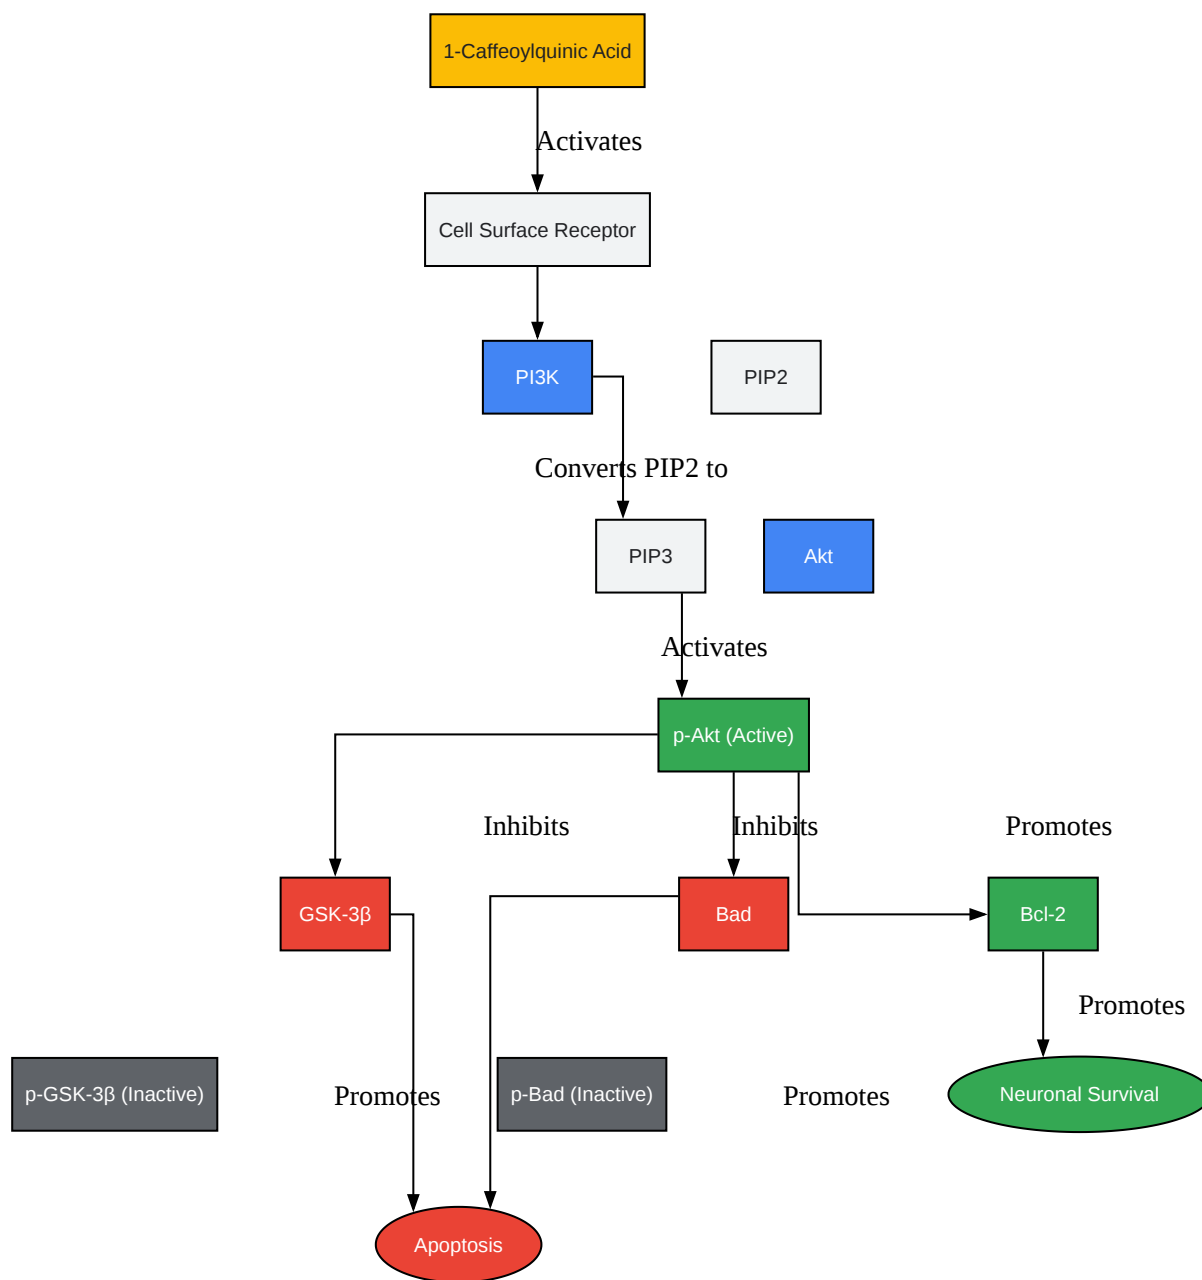 1-Caffeoylquinic Acid
Activates
Cell Surface Receptor
PI3K
PIP2
Converts PIP2 to
PIP3
Akt
Activates
p-Akt (Active)
Inhibits
Inhibits
Promotes
GSK-3β
Bad
Bcl-2
Promotes
p-GSK-3β (Inactive)
Promotes
p-Bad (Inactive)
Promotes
Neuronal Survival
Apoptosis